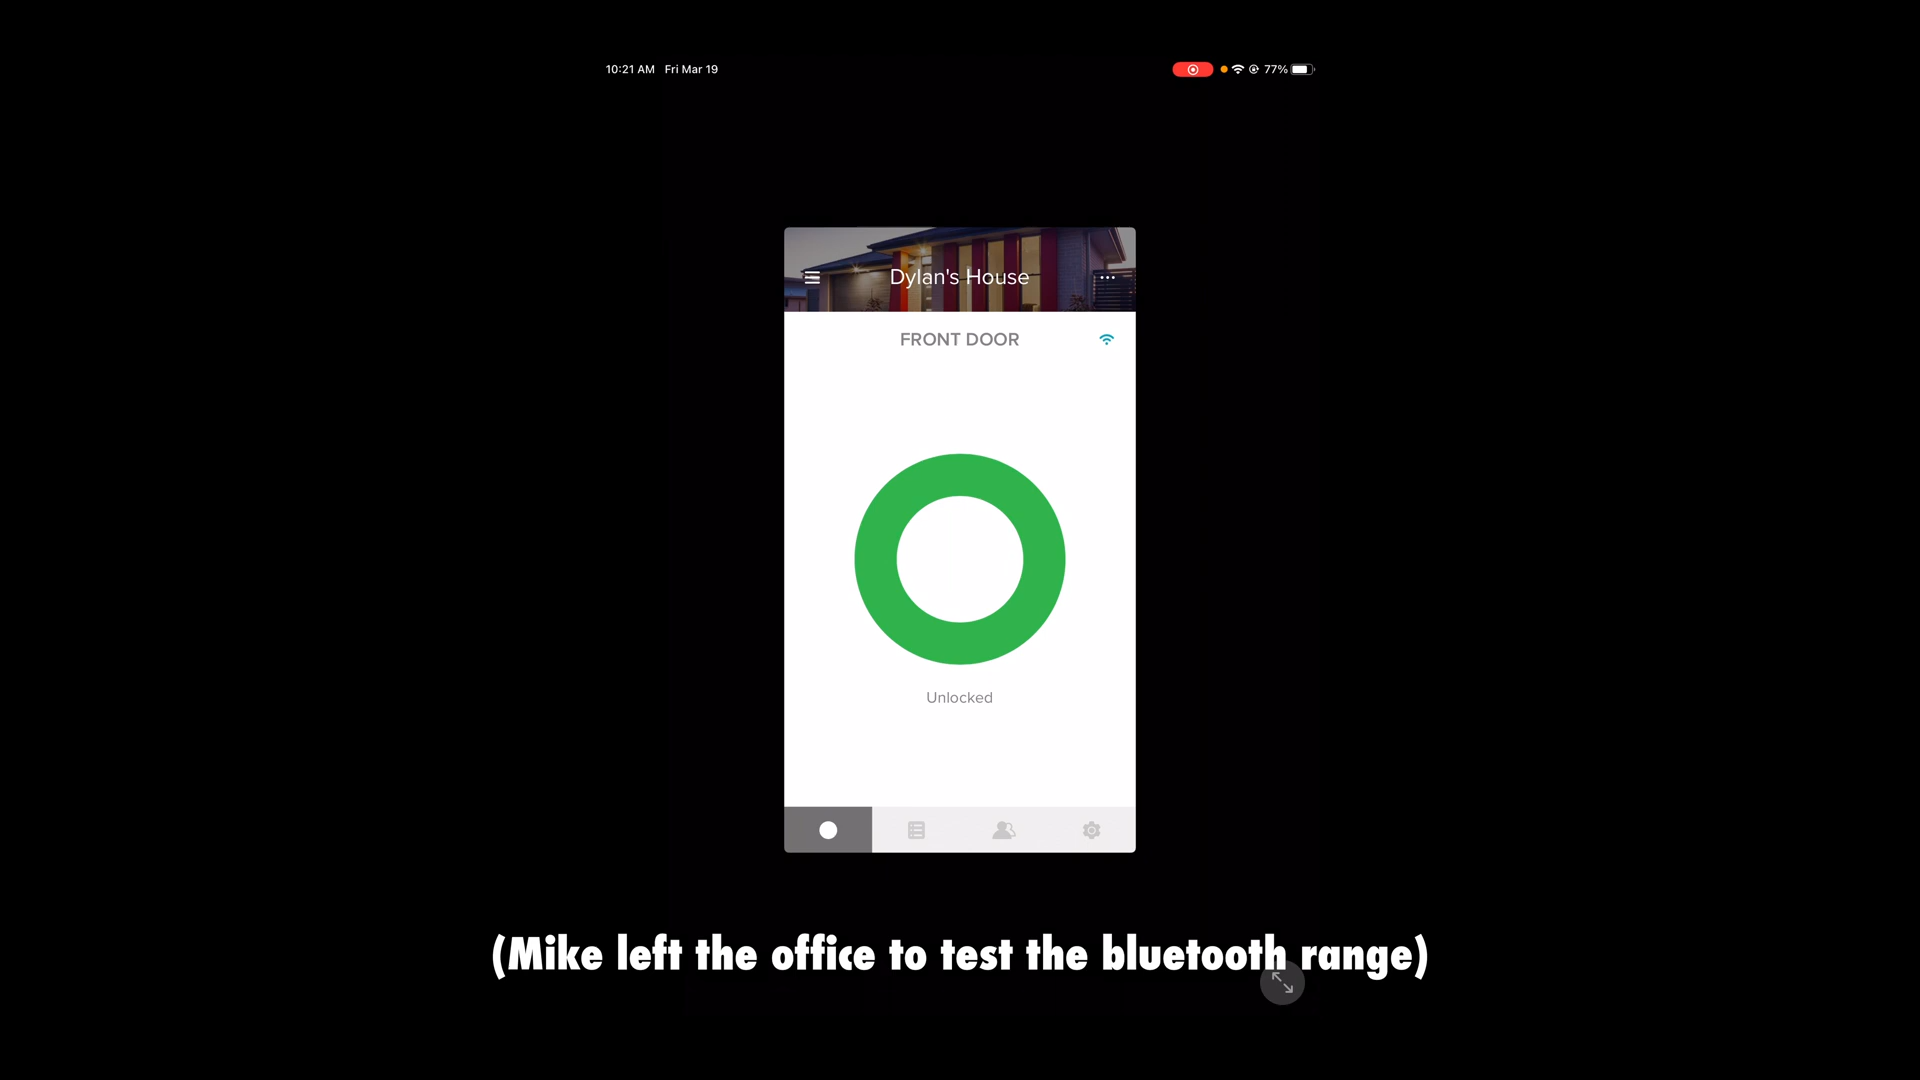 10:21 AM Fri Mar 19
77%
Dylan's House
FRONT DOOR
Unlocked
(Mike left the office to test the bluetooth range)